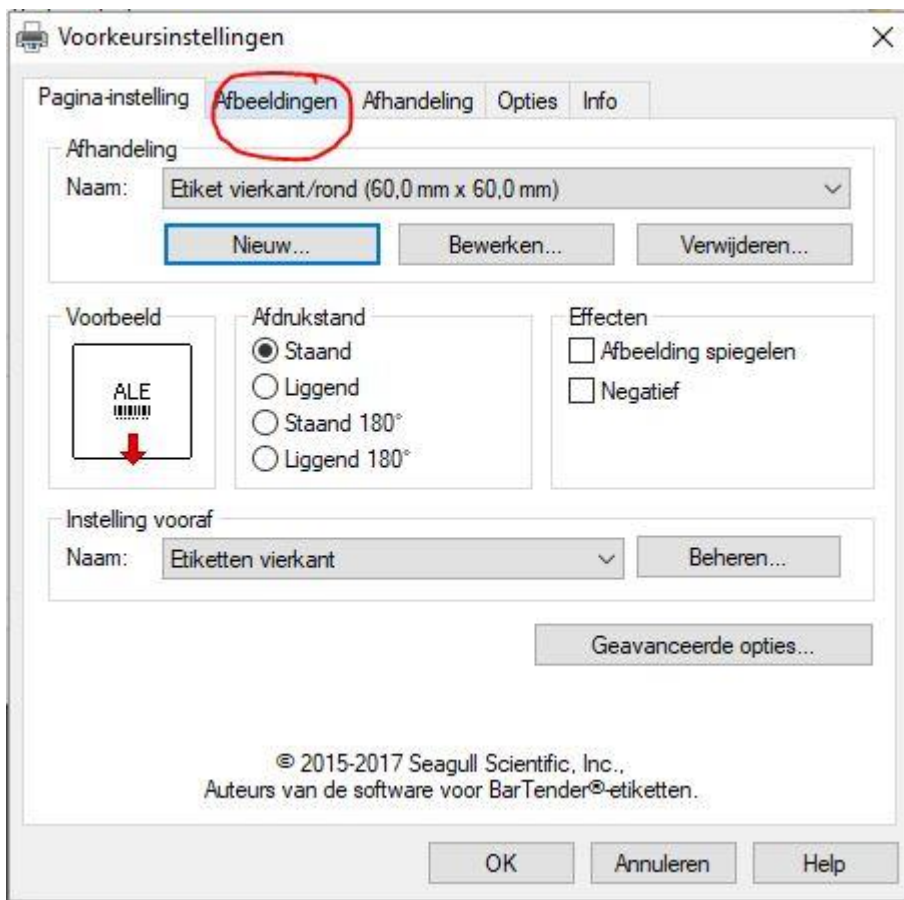 Voorkeursinstellingen
Pagina-instelling Afbeeldingen Afhandeling Opties Info
Afhandeling
Naam: Etiket vierkant/rond (60,0 mm x 60,0 mm)
Nieuw... Bewerken... Verwijderen...
Voorbeeld
ALE
Afdrukstand
Staand
Liggend
Staand 180°
Liggend 180°
Effecten
Afbeelding spiegelen
Negatief
Instelling vooraf
Naam: Etiketten vierkant Beheren...
Geavanceerde opties...
© 2015-2017 Seagull Scientific, Inc.,
Auteurs van de software voor BarTender®-etiketten.
OK Annuleren Help